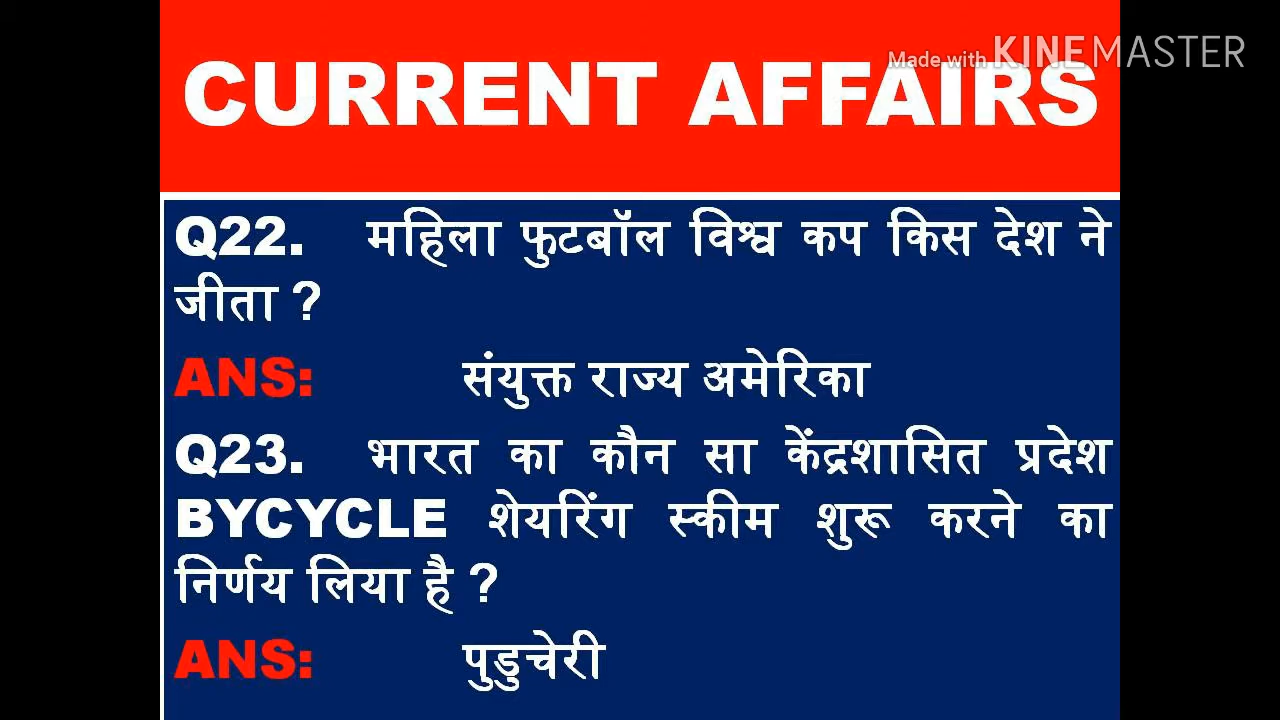 Made with KINEMASTER
CURRENT AFFAIRS
Q22. महिला फुटबॉल विश्व कप किस देश ने
जीता ?
ANS: संयुक्त राज्य अमेरिका
Q23. भारत का कौन सा केंद्रशासित प्रदेश
BYCYCLE शेयरिंग स्कीम शुरू करने का
निर्णय लिया है ?
ANS: पुडुचेरी